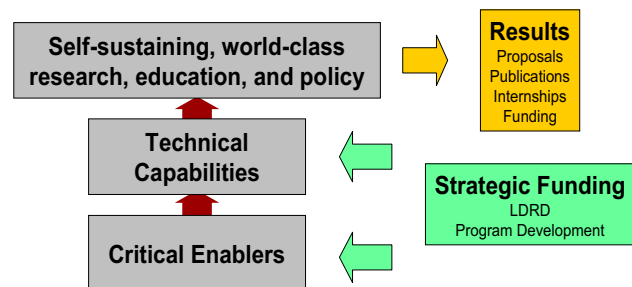 Self-sustaining, world-class
research, education, and policy
Results
Proposals
Publications
Internships
Funding
Technical
Capabilities
Strategic Funding
LDRD
Program Development
Critical Enablers